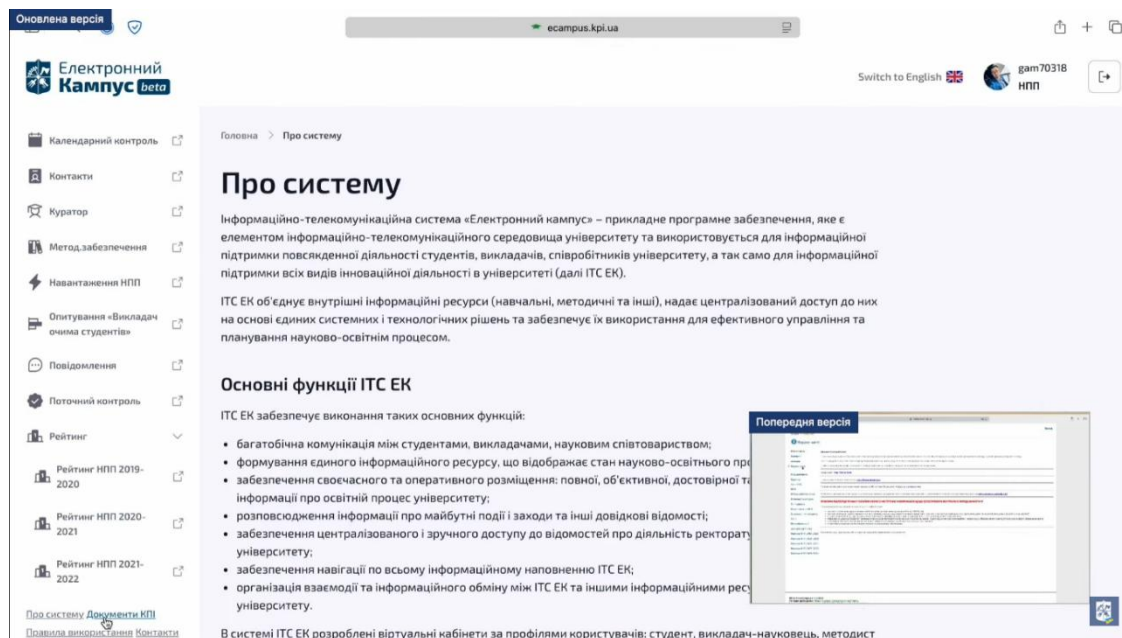 Оновлена версія
ecampus.kpi.ua
Електронний
Кампус beta
Switch to English
gam70318
НПП
Календарний контроль
Контакти
Куратор
Метод.забезпечення
Навантаження НПП
Опитування «Викладач
очима студентів»
Повідомлення
Поточний контроль
Рейтинг
Рейтинг НПП 2019-
2020
Рейтинг НПП 2020-
2021
Рейтинг НПП 2021-
2022
Про систему Документи КПІ
Правила використання Контакти
Головна > Про систему
Про систему
Інформаційно-телекомунікаційна система «Електронний кампус» – прикладне програмне забезпечення, яке є
елементом інформаційно-телекомунікаційного середовища університету та використовується для інформаційної
підтримки повсякденної діяльності студентів, викладачів, співробітників університету, а так само для інформаційної
підтримки всіх видів інноваційної діяльності в університеті (далі ІТС ЕК).
ІТС ЕК об'єднує внутрішні інформаційні ресурси (навчальні, методичні та інші), надає централізований доступ до них
на основі єдиних системних і технологічних рішень та забезпечує їх використання для ефективного управління та
планування науково-освітнім процесом.
Основні функції ІТС ЕК
ІТС ЕК забезпечує виконання таких основних функцій:
• багатобічна комунікація між студентами, викладачами, науковим співтовариством;
• формування єдиного інформаційного ресурсу, що відображає стан науково-освітнього про
• забезпечення своєчасного та оперативного розміщення: повної, об'єктивної, достовірної та
інформації про освітній процес університету;
• розповсюдження інформації про майбутні події і заходи та інші довідкові відомості;
• забезпечення централізованого і зручного доступу до відомостей про діяльність ректорату
університету;
• забезпечення навігації по всьому інформаційному наповненню ІТС ЕК;
• організація взаємодії та інформаційного обміну між ІТС ЕК та іншими інформаційними рес
університету.
В системі ІТС ЕК розроблені віртуальні кабінети за профілями користувачів: студент, викладач-науковець, методист
Попередня версія